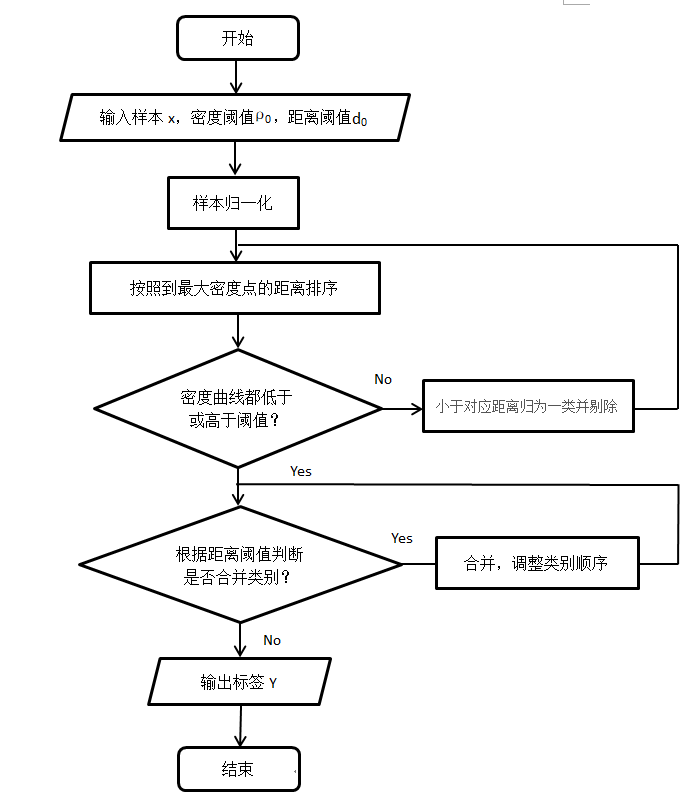 开始
输入样本 x，密度阈值ρ₀，距离阈值d₀
样本归一化
按照到最大密度点的距离排序
密度曲线都低于
或高于阈值？
No
小于对应距离归为一类并剔除
Yes
根据距离阈值判断
是否合并类别？
Yes
合并，调整类别顺序
No
输出标签 Y
结束